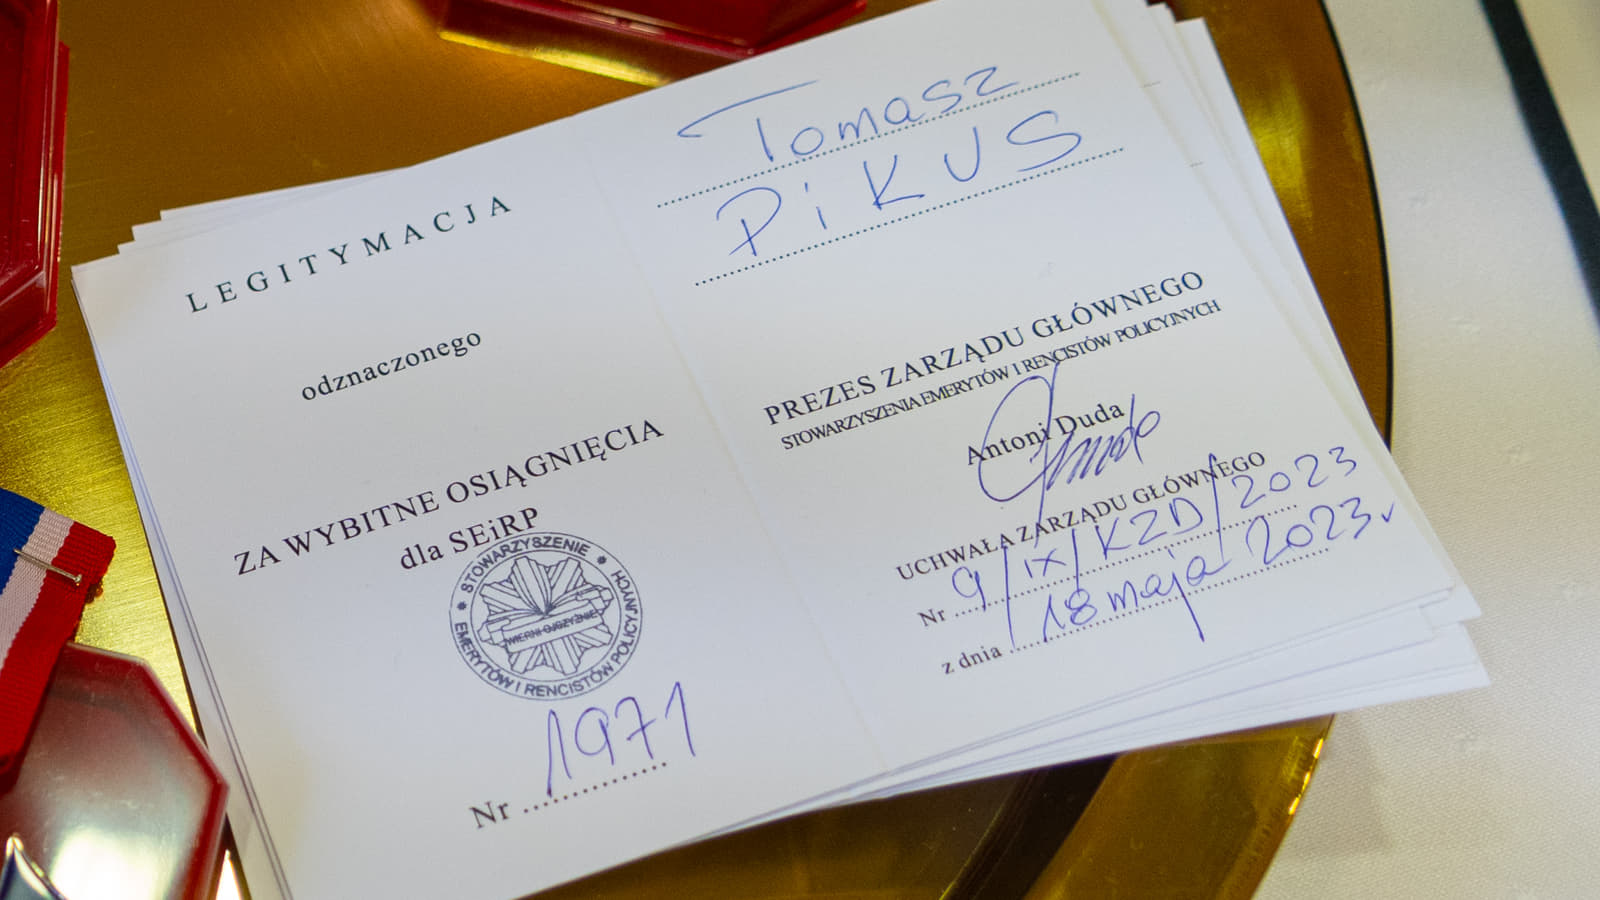 LEGITYMACJA
odznaczonego
ZA WYBITNE OSIĄGNIĘCIA
dla SEiRP
* STOWARZYSZENIE *
EMERYTÓW I RENCISTÓW POLICYJNYCH
WIERNI OJCZYŹNIE
Nr 1971
Tomasz
PiKUS
PREZES ZARZĄDU GŁÓWNEGO
STOWARZYSZENIA EMERYTÓW I RENCISTÓW POLICYJNYCH
Antoni Duda
UCHWAŁA ZARZĄDU GŁÓWNEGO
Nr 9/IX/KZD/2023
z dnia 18 maja 2023r